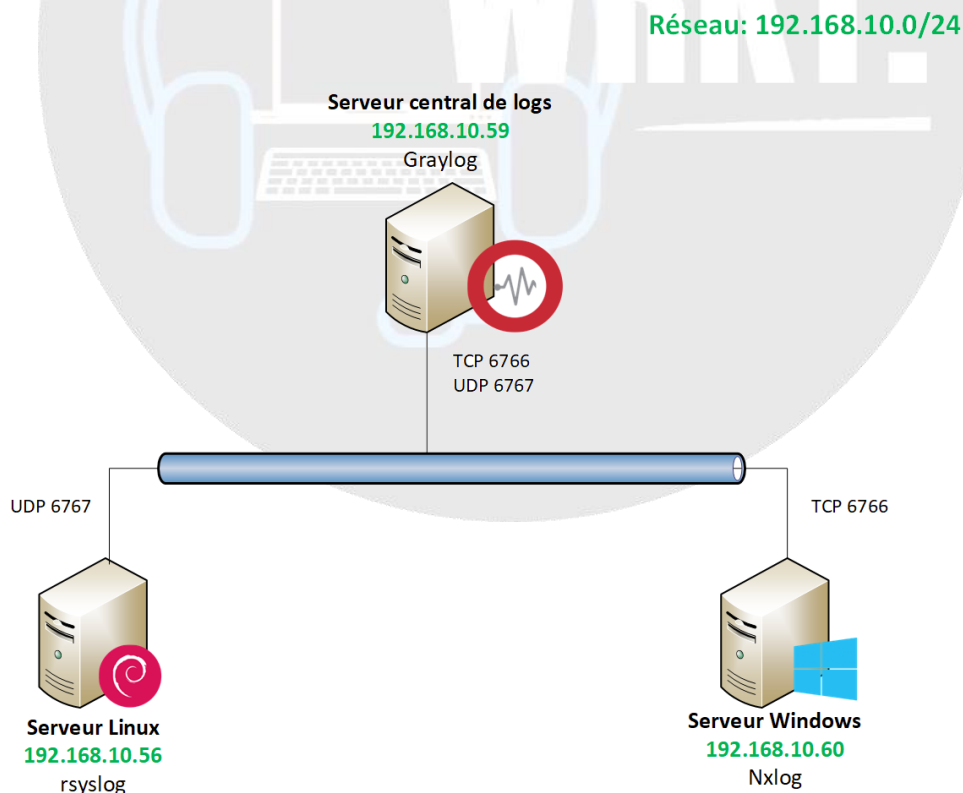 Réseau: 192.168.10.0/24
Serveur central de logs
192.168.10.59
Graylog
TCP 6766
UDP 6767
UDP 6767
TCP 6766
Serveur Linux
192.168.10.56
rsyslog
Serveur Windows
192.168.10.60
Nxlog